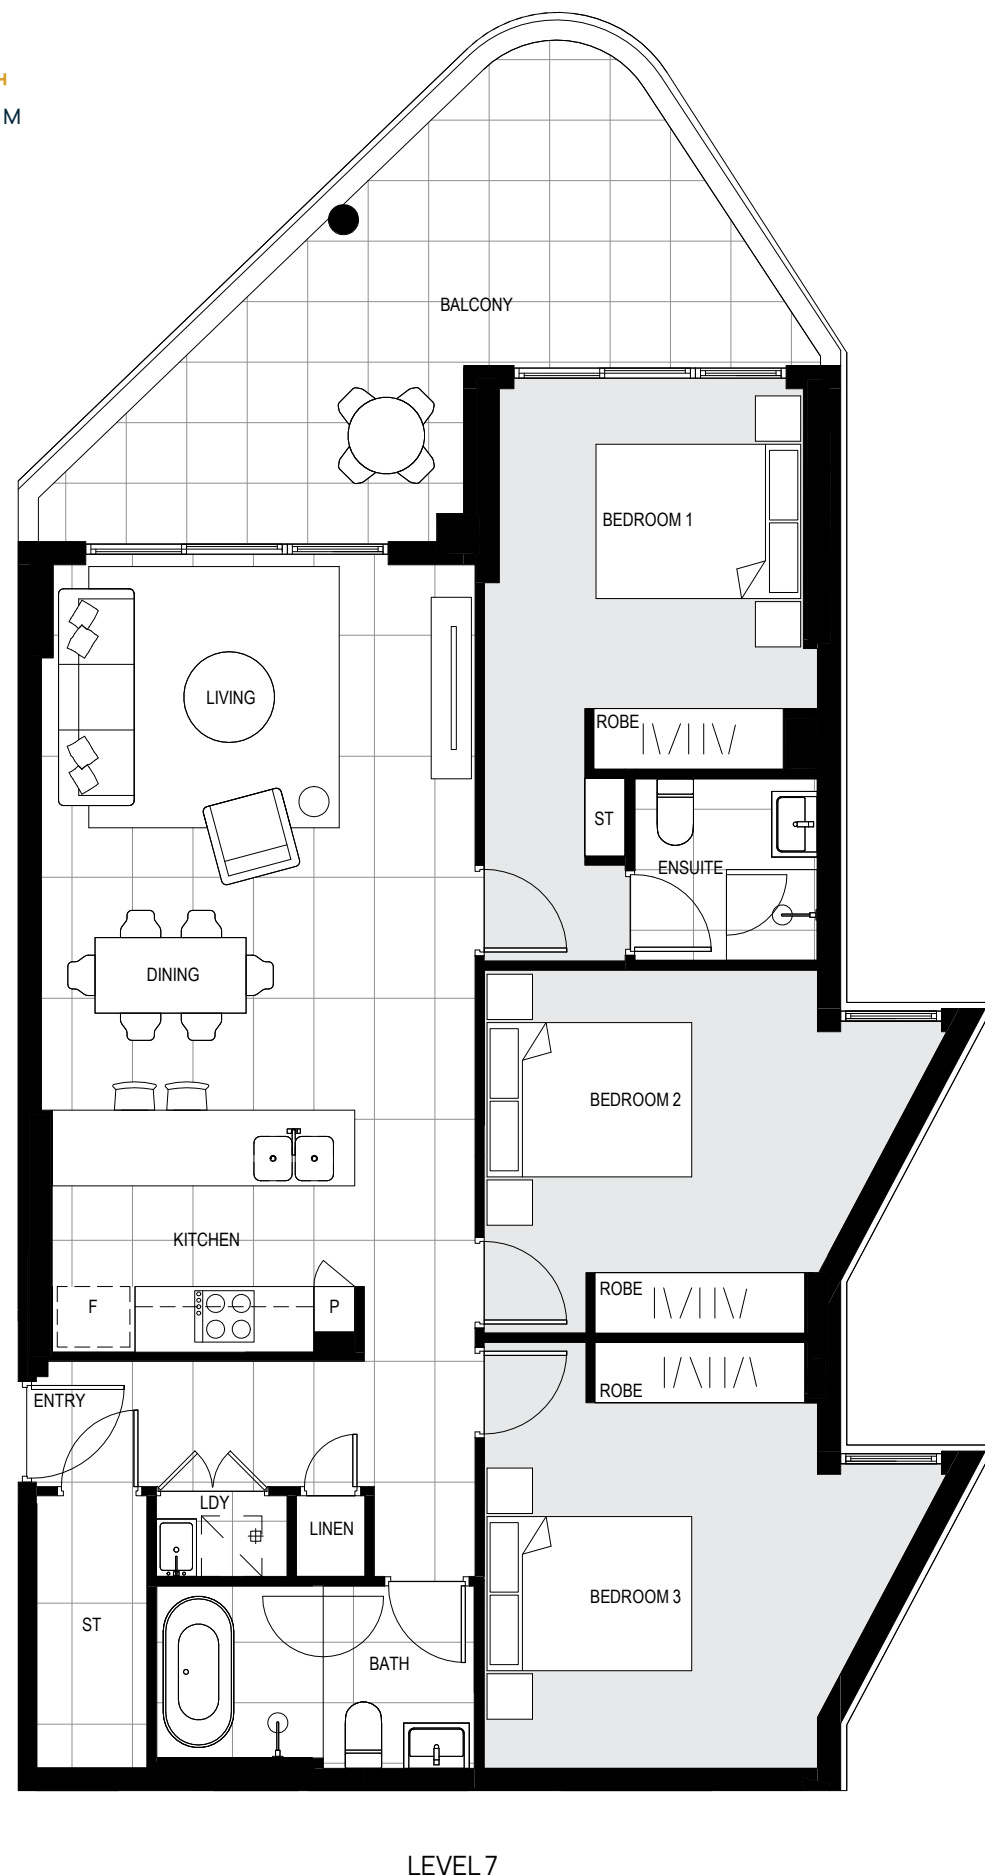 M
BALCONY
BEDROOM 1
LIVING
ROBE
ST
ENSUITE
DINING
BEDROOM 2
KITCHEN
ROBE
F
P
ROBE
ENTRY
LDY
LINEN
BEDROOM 3
ST
BATH
LEVEL 7